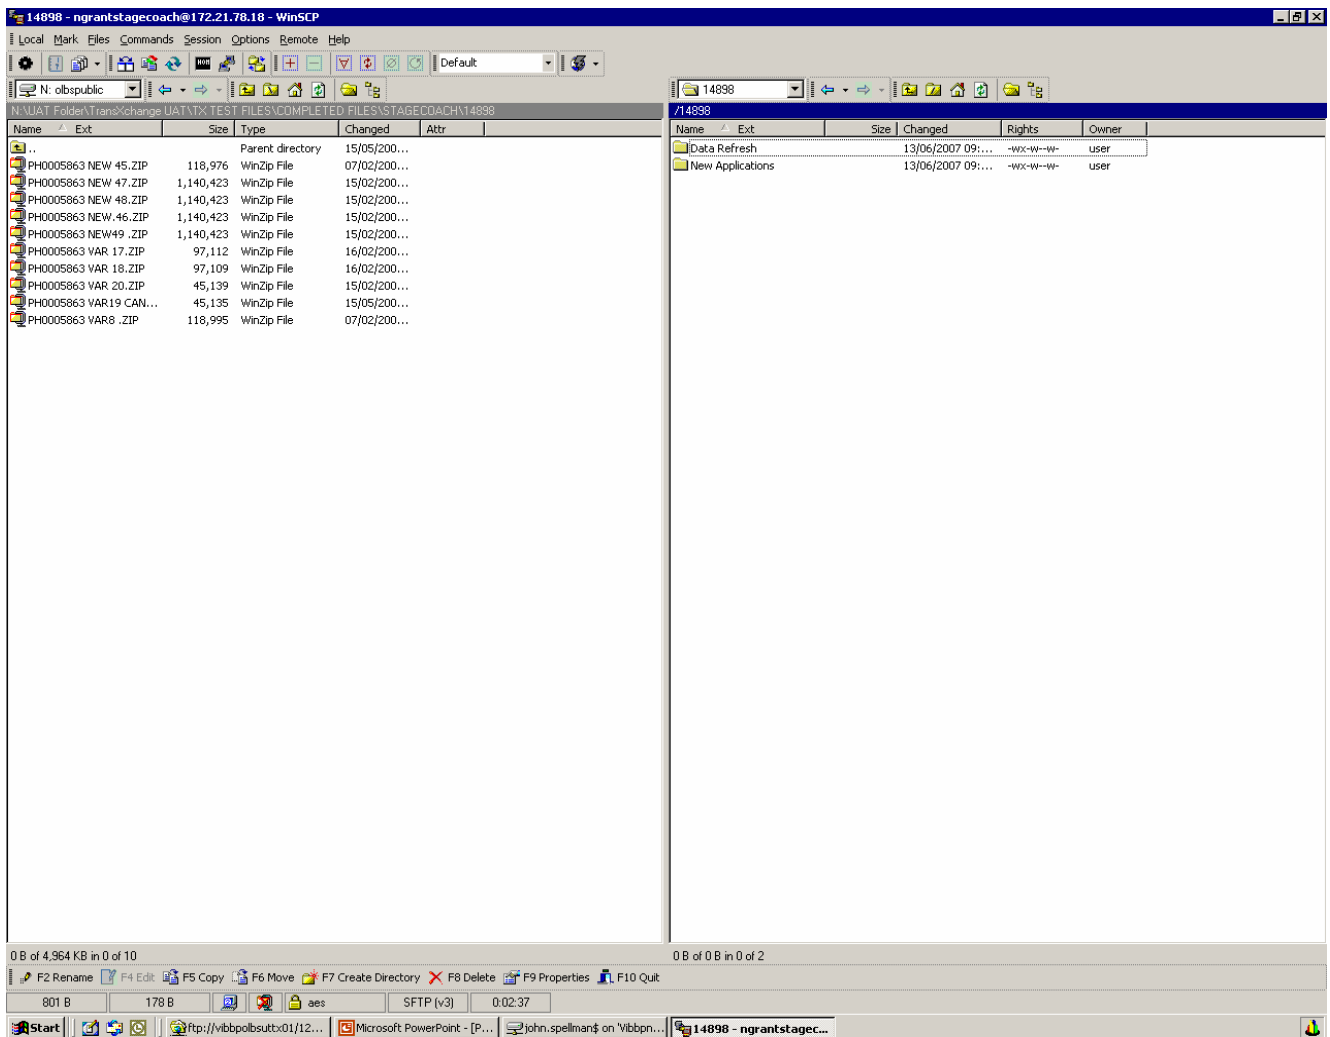 14898 - ngrantstagecoach@172.21.78.18 - WinSCP
Local Mark Files Commands Session Options Remote Help
Default
N: olbspublic
14898
N:\UAT Folder\TransXchange UAT\TX TEST FILES\COMPLETED FILES\STAGECOACH\14898
/14898
Name Ext Size Type Changed Attr
Name Ext Size Changed Rights Owner
.. Parent directory 15/05/200...
Data Refresh 13/06/2007 09:... -wx-w--w- user
PH0005863 NEW 45.ZIP 118,976 WinZip File 07/02/200...
New Applications 13/06/2007 09:... -wx-w--w- user
PH0005863 NEW 47.ZIP 1,140,423 WinZip File 15/02/200...
PH0005863 NEW 48.ZIP 1,140,423 WinZip File 15/02/200...
PH0005863 NEW.46.ZIP 1,140,423 WinZip File 15/02/200...
PH0005863 NEW49 .ZIP 1,140,423 WinZip File 15/02/200...
PH0005863 VAR 17.ZIP 97,112 WinZip File 16/02/200...
PH0005863 VAR 18.ZIP 97,109 WinZip File 16/02/200...
PH0005863 VAR 20.ZIP 45,139 WinZip File 15/02/200...
PH0005863 VAR19 CAN... 45,135 WinZip File 15/05/200...
PH0005863 VAR8 .ZIP 118,995 WinZip File 07/02/200...
0 B of 4,964 KB in 0 of 10
0 B of 0 B in 0 of 2
F2 Rename F4 Edit F5 Copy F6 Move F7 Create Directory F8 Delete F9 Properties F10 Quit
801 B 178 B aes SFTP (v3) 0:02:37
Start ftp://vibbpolbsuttx01/12... Microsoft PowerPoint - [P... john.spellman$ on 'Vibbpn... 14898 - ngrantstagec...